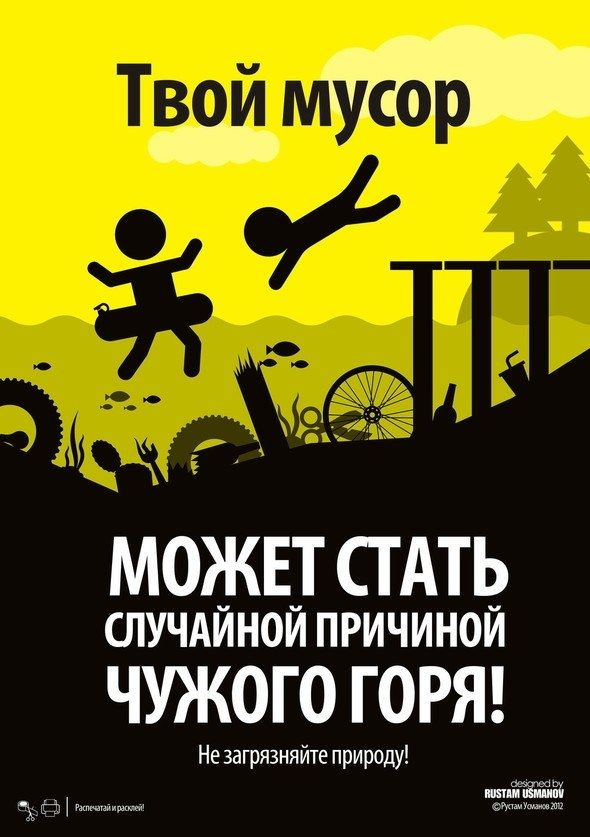 Твой мусор
МОЖЕТ СТАТЬ
СЛУЧАЙНОЙ ПРИЧИНОЙ
ЧУЖОГО ГОРЯ!
Не загрязняйте природу!
Распечатай и расклей!
designed by
RUSTAM USMANOV
©Рустам Усманов 2012